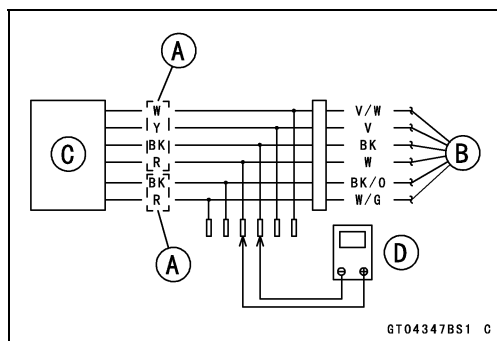 A
W V/W
Y V
BK BK
C R W B
BK BK/O
R W/G
A
D
GT04347BS1 C